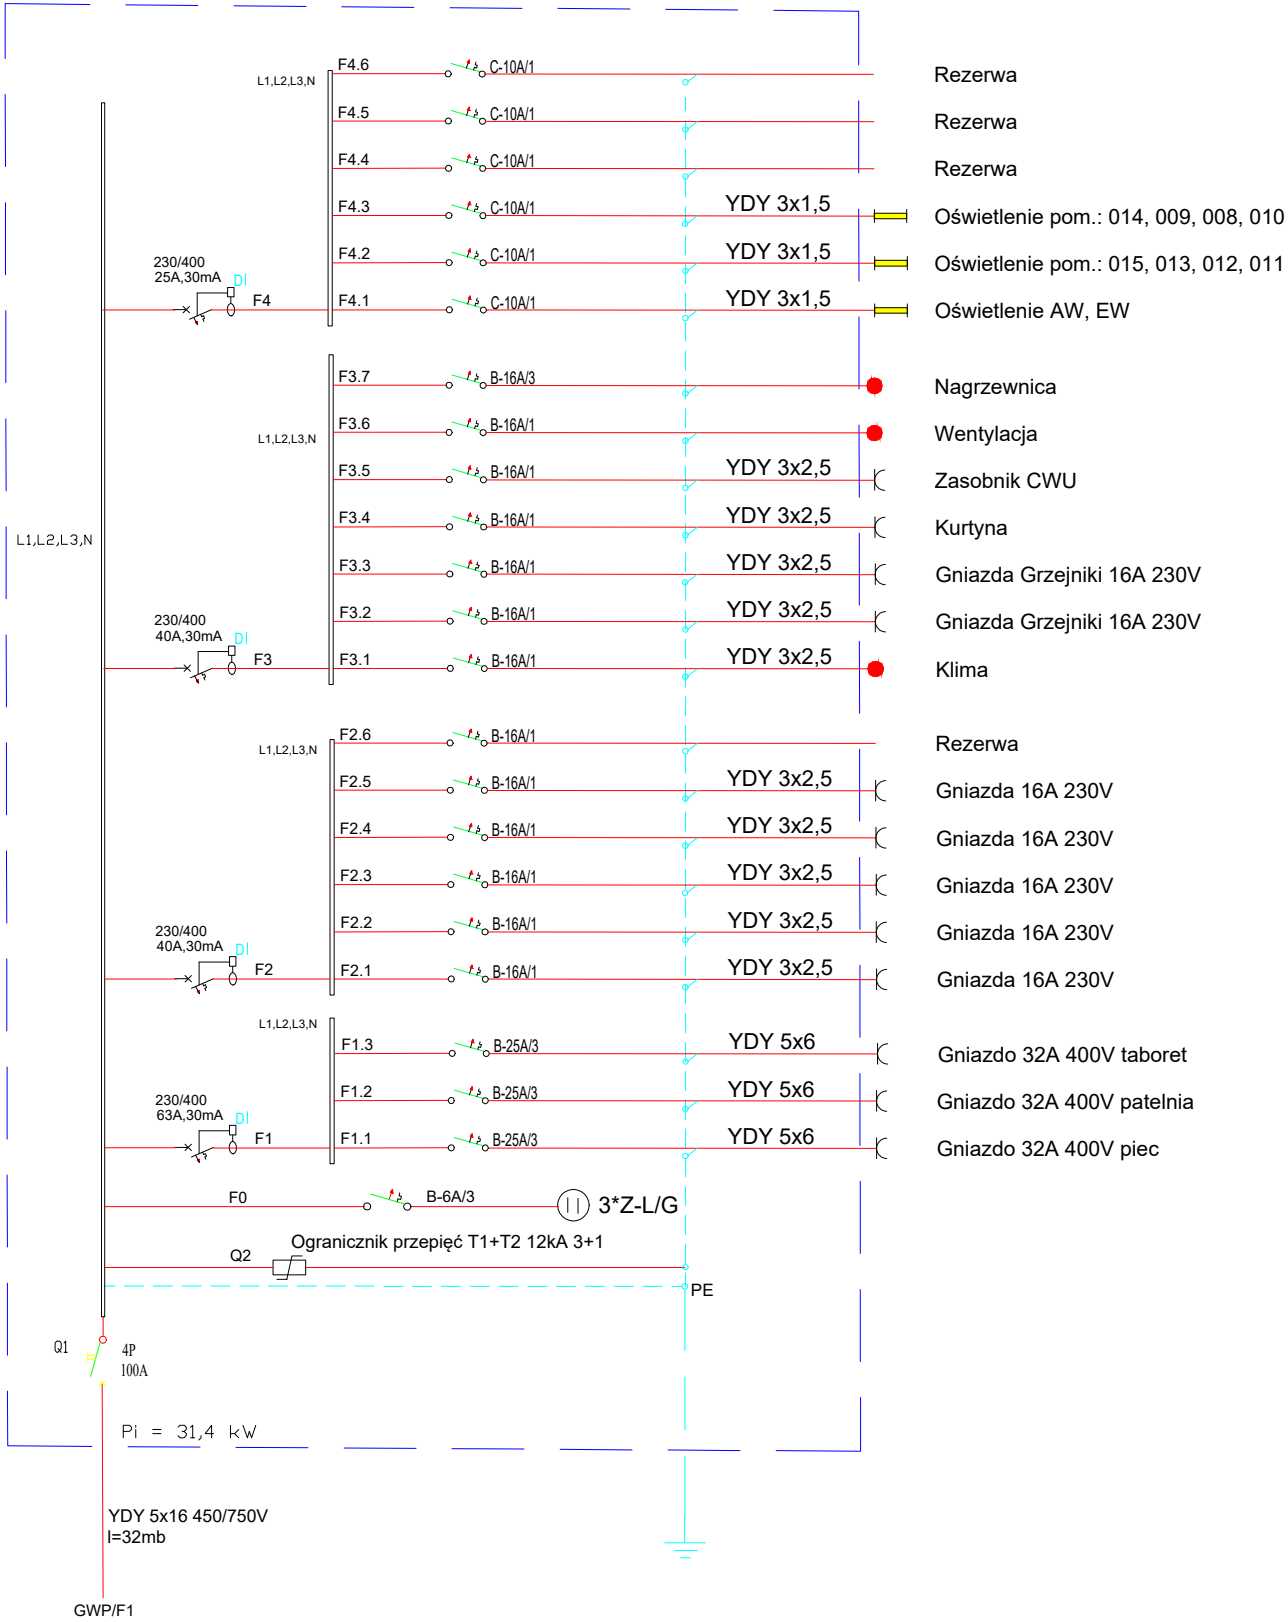 F4.6 C-10A/1 Rezerwa
L1,L2,L3,N
F4.5 C-10A/1 Rezerwa
F4.4 C-10A/1 Rezerwa
F4.3 C-10A/1 YDY 3x1,5 Oświetlenie pom.: 014, 009, 008, 010
F4.2 C-10A/1 YDY 3x1,5 Oświetlenie pom.: 015, 013, 012, 011
230/400
25A,30mA DI
F4 F4.1 C-10A/1 YDY 3x1,5 Oświetlenie AW, EW
F3.7 B-16A/3 Nagrzewnica
F3.6 B-16A/1 Wentylacja
L1,L2,L3,N
F3.5 B-16A/1 YDY 3x2,5 Zasobnik CWU
F3.4 B-16A/1 YDY 3x2,5 Kurtyna
L1,L2,L3,N
F3.3 B-16A/1 YDY 3x2,5 Gniazda Grzejniki 16A 230V
F3.2 B-16A/1 YDY 3x2,5 Gniazda Grzejniki 16A 230V
230/400
40A,30mA DI
F3 F3.1 B-16A/1 YDY 3x2,5 Klima
F2.6 B-16A/1 Rezerwa
L1,L2,L3,N
F2.5 B-16A/1 YDY 3x2,5 Gniazda 16A 230V
F2.4 B-16A/1 YDY 3x2,5 Gniazda 16A 230V
F2.3 B-16A/1 YDY 3x2,5 Gniazda 16A 230V
F2.2 B-16A/1 YDY 3x2,5 Gniazda 16A 230V
230/400
40A,30mA DI
F2 F2.1 B-16A/1 YDY 3x2,5 Gniazda 16A 230V
L1,L2,L3,N
F1.3 B-25A/3 YDY 5x6 Gniazdo 32A 400V taboret
F1.2 B-25A/3 YDY 5x6 Gniazdo 32A 400V patelnia
230/400
63A,30mA DI
F1 F1.1 B-25A/3 YDY 5x6 Gniazdo 32A 400V piec
F0 B-6A/3 3*Z-L/G
Q2 Ogranicznik przepięć T1+T2 12kA 3+1
PE
Q1 4P
100A
Pi = 31,4 kW
YDY 5x16 450/750V
l=32mb
GWP/F1